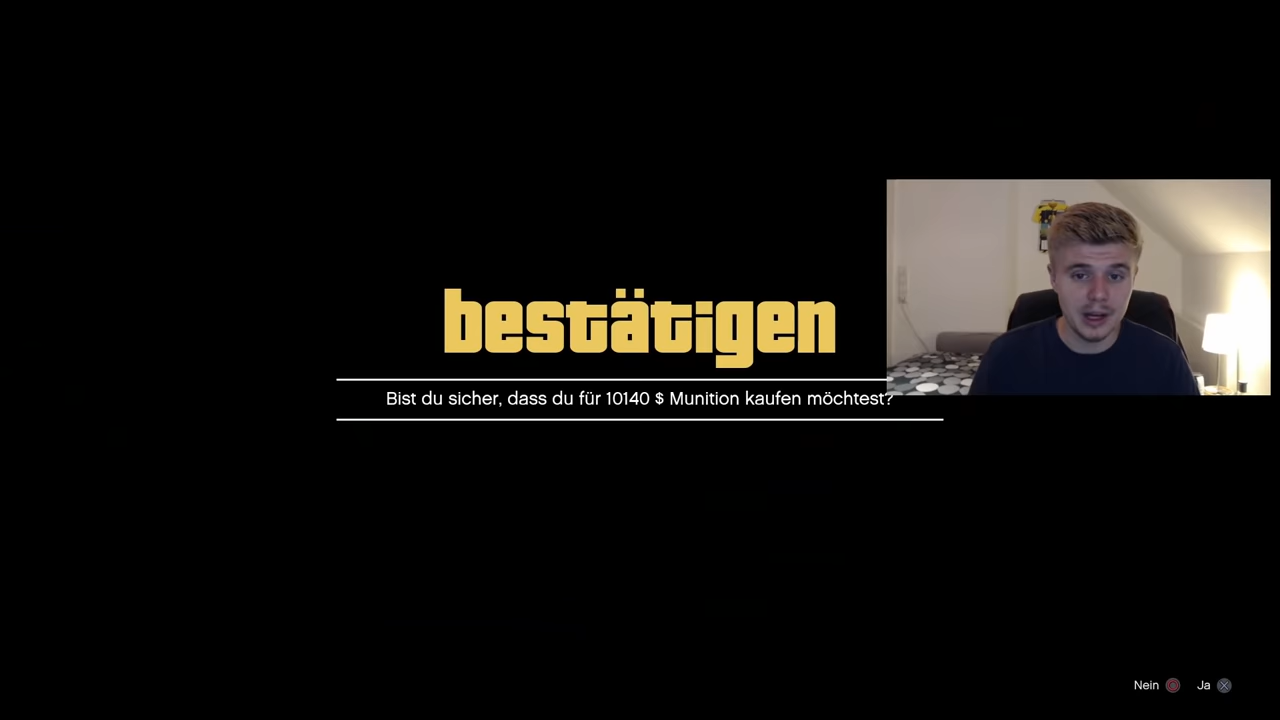 bestätigen
Bist du sicher, dass du für 10140 $ Munition kaufen möchtest?
Nein Ja